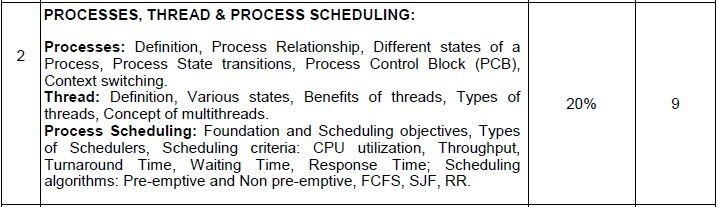 PROCESSES, THREAD & PROCESS SCHEDULING:
2
Processes: Definition, Process Relationship, Different states of a
Process, Process State transitions, Process Control Block (PCB),
Context switching.
Thread: Definition, Various states, Benefits of threads, Types of
threads, Concept of multithreads.
Process Scheduling: Foundation and Scheduling objectives, Types
of Schedulers, Scheduling criteria: CPU utilization, Throughput,
Turnaround Time, Waiting Time, Response Time; Scheduling
algorithms: Pre-emptive and Non pre-emptive, FCFS, SJF, RR.
20%
9